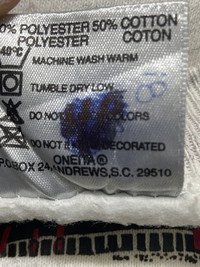 0% POLYESTER 50% COTTON
POLYESTER COTON
40°C
MACHINE WASH WARM
TUMBLE DRY LOW
DO NOT COLORS
DO NOT IF DECORATED
ONEITA®
P.O BOX 24, ANDREWS, S.C. 29510